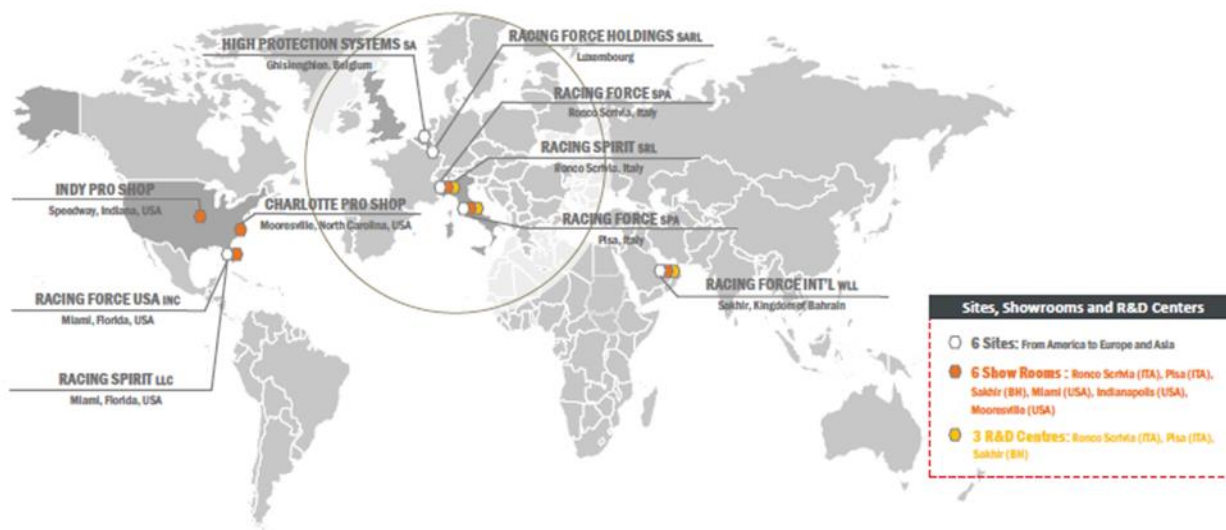 HIGH PROTECTION SYSTEMS SA
Ghislenghien, Belgium
RACING FORCE HOLDINGS SARL
Luxembourg
RACING FORCE SPA
Ronco Scrivia, Italy
RACING SPIRIT SRL
Ronco Scrivia, Italy
INDY PRO SHOP
Speedway, Indiana, USA
CHARLOTTE PRO SHOP
Mooresville, North Carolina, USA
RACING FORCE SPA
Pisa, Italy
RACING FORCE USA INC
Miami, Florida, USA
RACING FORCE INT'L WLL
Sakhir, Kingdom of Bahrain
RACING SPIRIT LLC
Miami, Florida, USA
Sites, Showrooms and R&D Centers
6 Sites: From America to Europe and Asia
6 Show Rooms : Ronco Scrivia (ITA), Pisa (ITA),
Sakhir (BH), Miami (USA), Indianapolis (USA),
Mooresville (USA)
3 R&D Centres: Ronco Scrivia (ITA), Pisa (ITA),
Sakhir (BH)